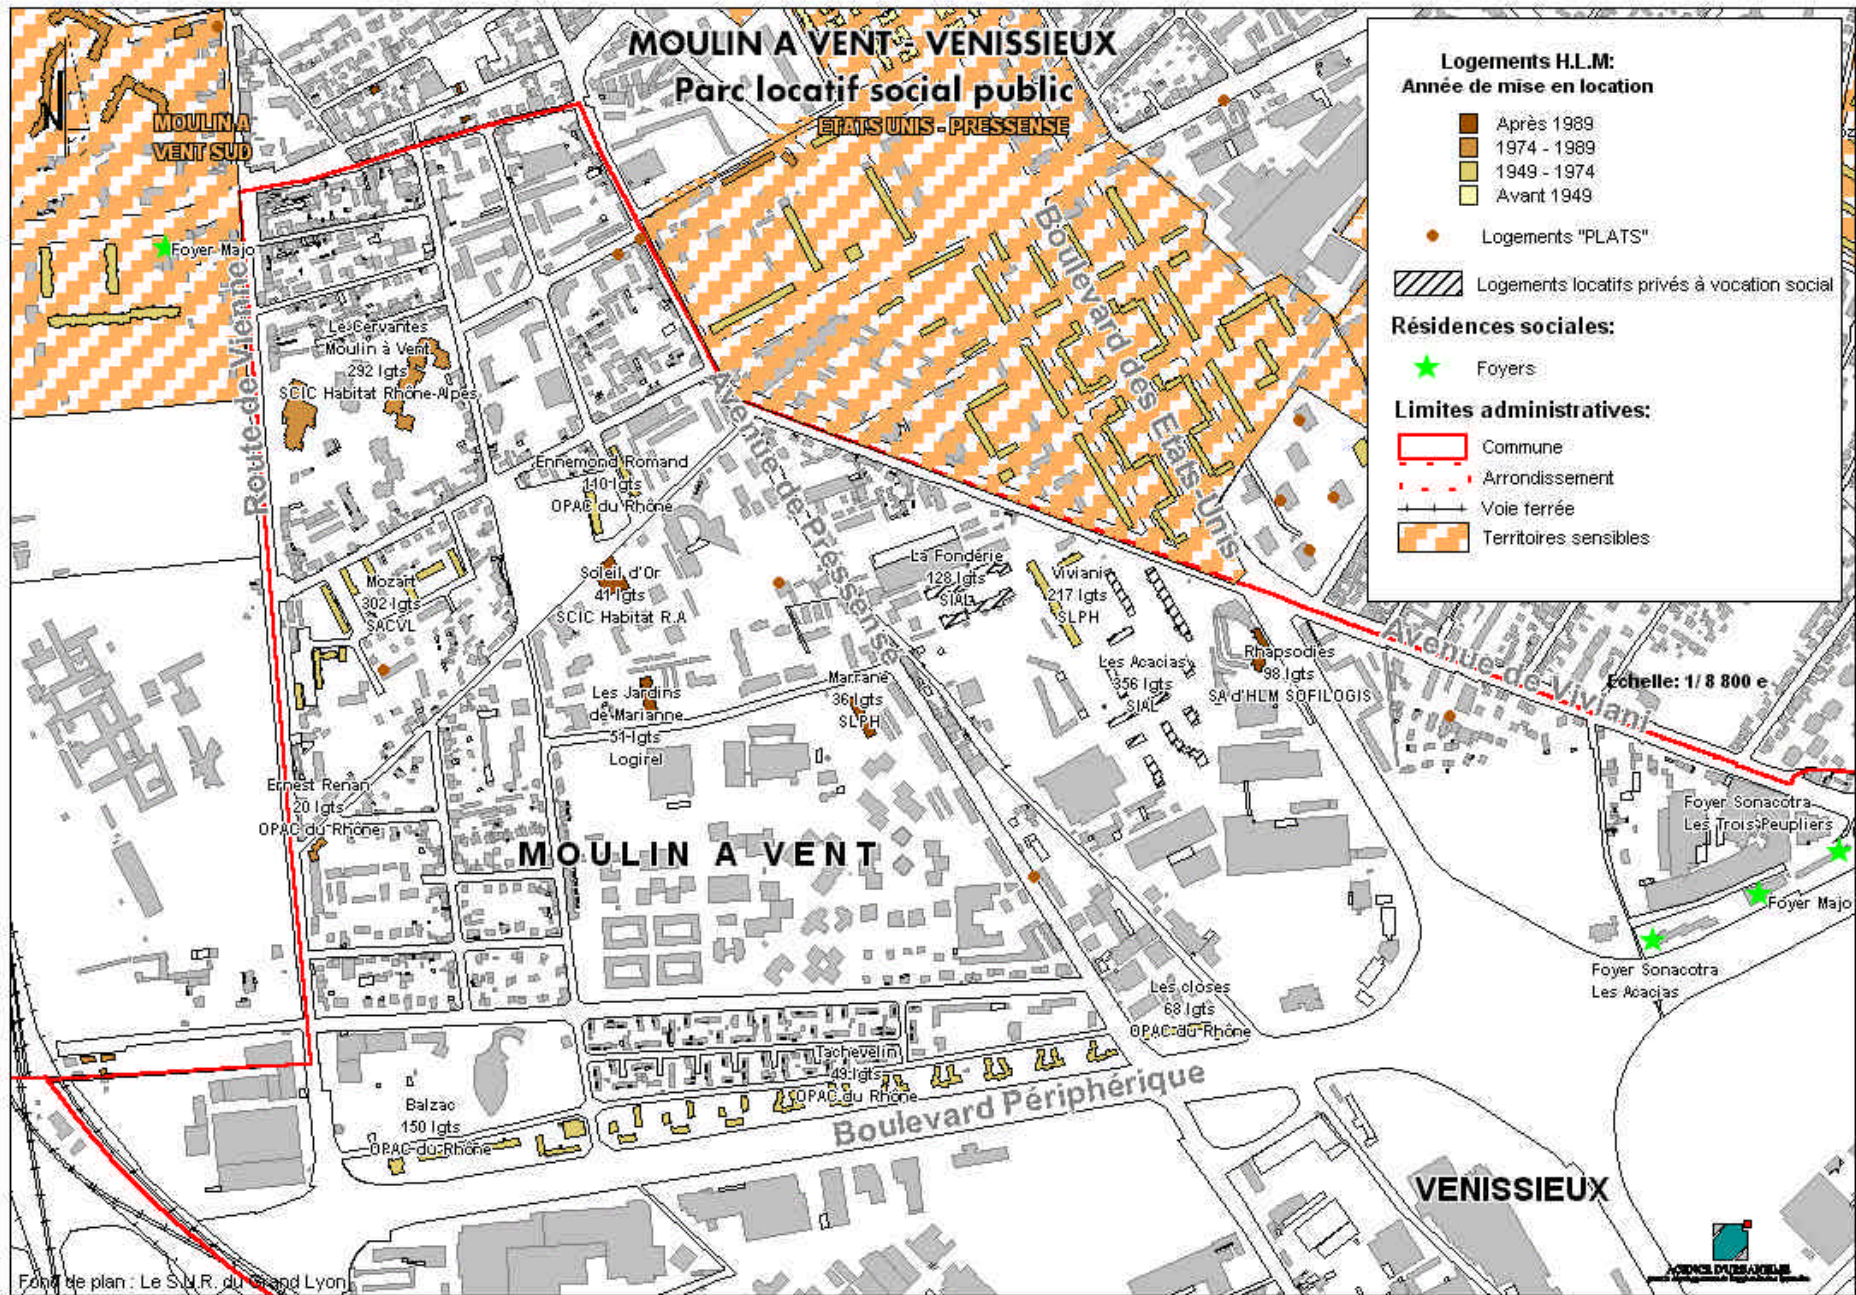 MOULIN A VENT - VENISSIEUX
Parc locatif social public
N
MOULIN A
VENT SUD
ETATS UNIS - PRESSENSE
Logements H.L.M:
Année de mise en location
Après 1989
1974 - 1989
1949 - 1974
Avant 1949
Logements "PLATS"
Logements locatifs privés à vocation social
Résidences sociales:
Foyers
Limites administratives:
Commune
Arrondissement
Voie ferrée
Territoires sensibles
Foyer Majo
Route de Vienne
Le Cervantes
Moulin à Vent
292 lgts
SCIC Habitat Rhône-Alpes
Boulevard des Etats-Unis
Avenue de Pressense
Ennemond Romand
110 lgts
OPAC du Rhône
Mozart
302 lgts
SACVL
Soleil d'Or
41 lgts
SCIC Habitat R.A
La Fonderie
128 lgts
SIAL
Viviani
217 lgts
SLPH
Les Acacias
356 lgts
SIAL
Rhapsodies
98 lgts
SA d'HLM SOFILOGIS
Avenue de Viviani
Echelle: 1/ 8 800 e
Les Jardins
de Marianne
51 lgts
Logirel
Marrane
36 lgts
SLPH
Ernest Renan
20 lgts
OPAC du Rhône
MOULIN A VENT
Foyer Sonacotra
Les Trois Peupliers
Foyer Majo
Foyer Sonacotra
Les Acacias
Les closes
68 lgts
OPAC du Rhône
Tachevelin
49 lgts
OPAC du Rhône
Balzac
150 lgts
OPAC du Rhône
Boulevard Périphérique
VENISSIEUX
Fond de plan : Le S.U.R. du Grand Lyon
AGENCE D'URBANISME